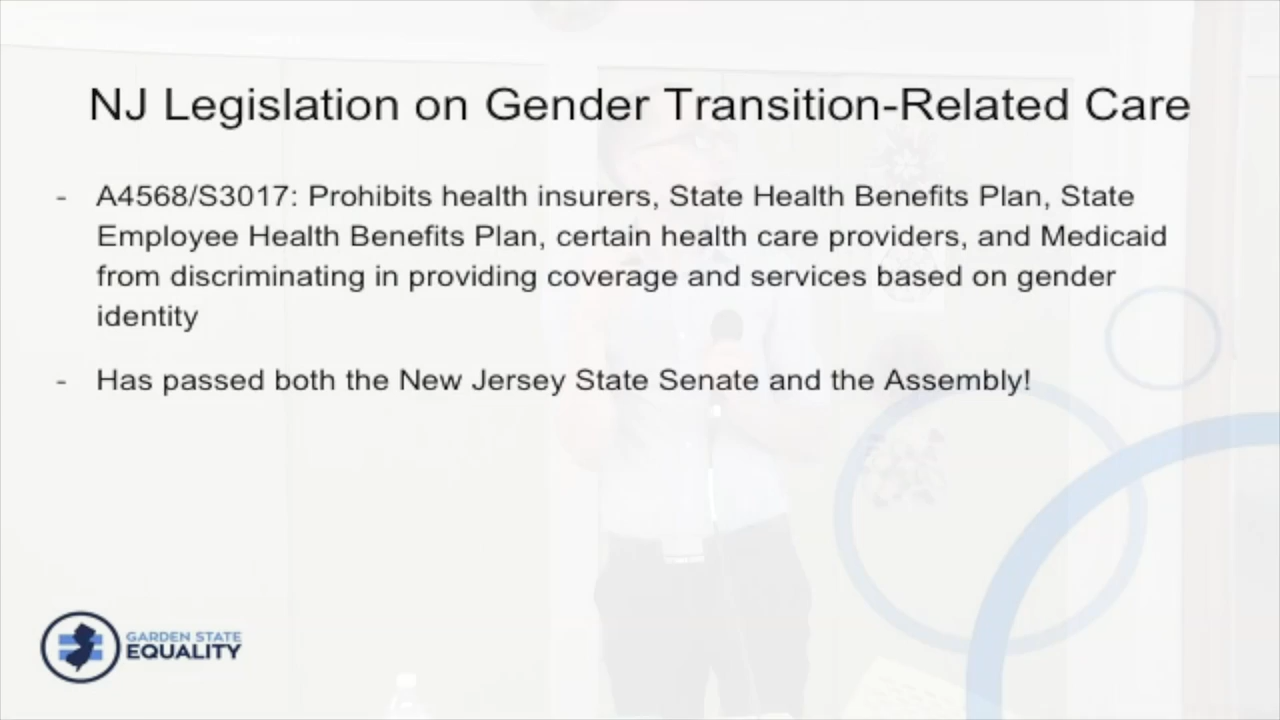 NJ Legislation on Gender Transition-Related Care
- A4568/S3017: Prohibits health insurers, State Health Benefits Plan, State
Employee Health Benefits Plan, certain health care providers, and Medicaid
from discriminating in providing coverage and services based on gender
identity
- Has passed both the New Jersey State Senate and the Assembly!
GARDEN STATE
EQUALITY